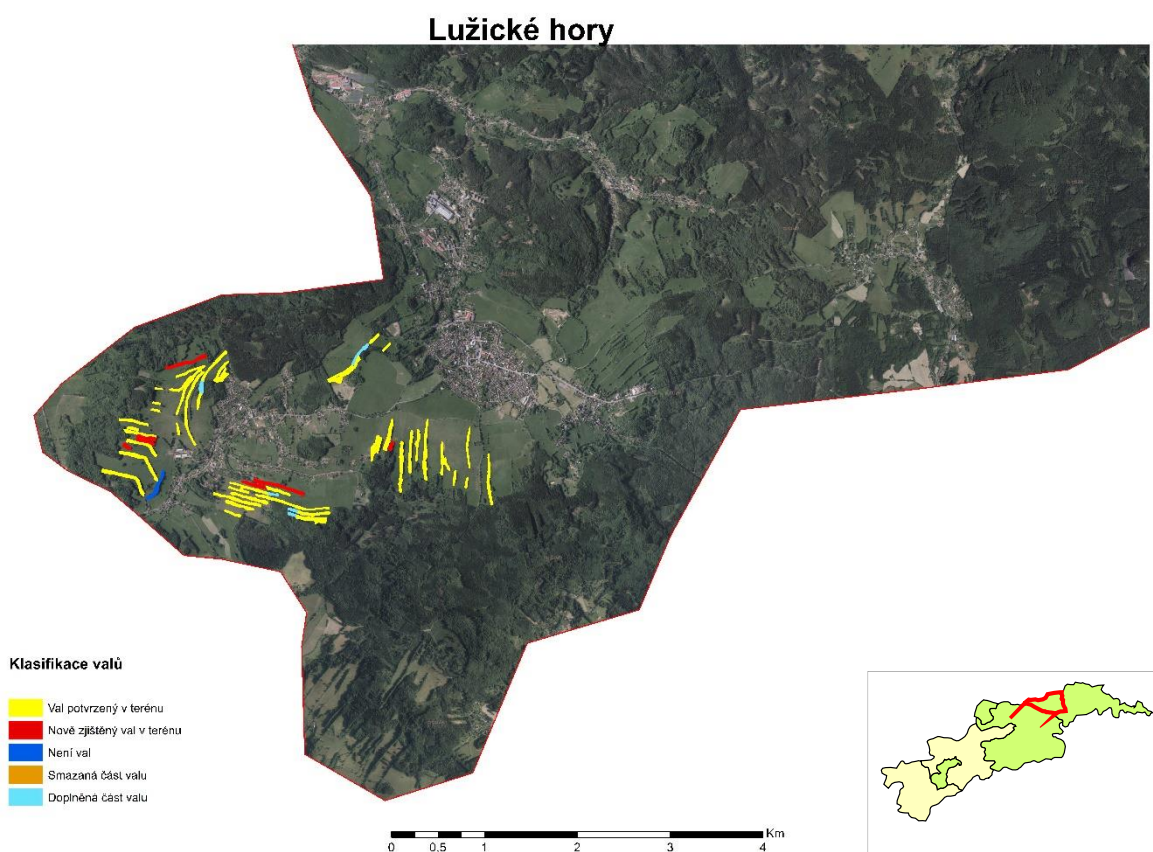 Lužické hory
Klasifikace valů
Val potvrzený v terénu
Nově zjištěný val v terénu
Není val
Smazaná část valu
Doplněná část valu
Km
0 0.5 1 2 3 4